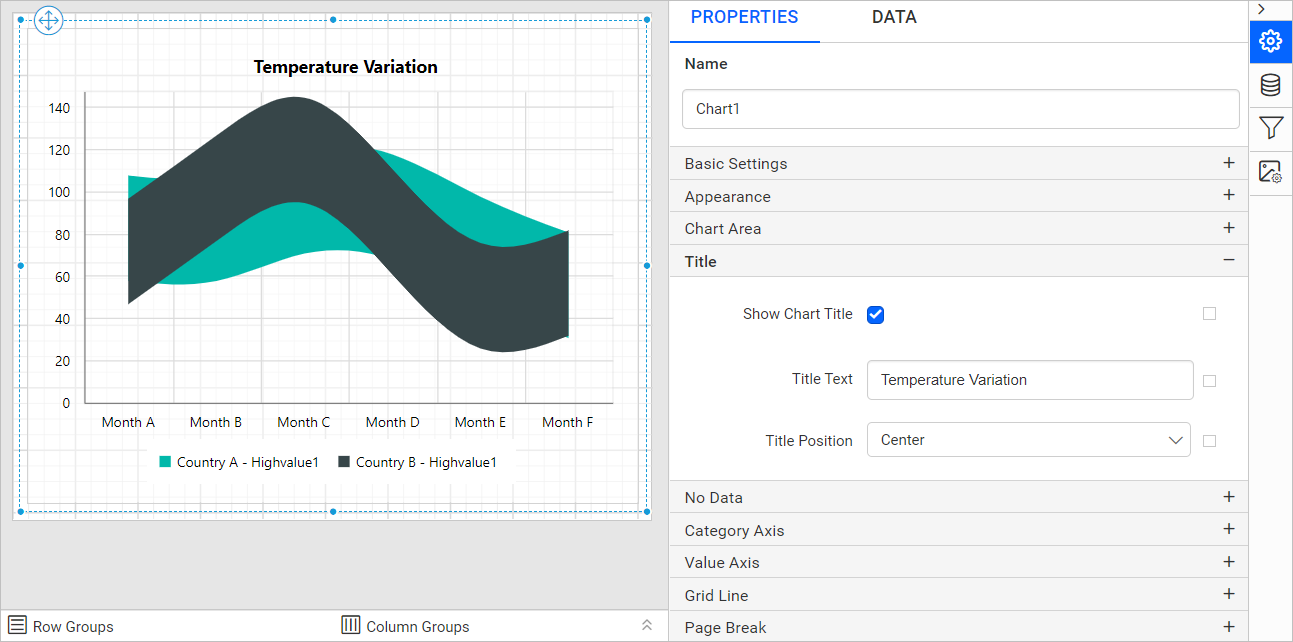 Temperature Variation
140
120
100
80
60
40
20
0
Month A Month B Month C Month D Month E Month F
Country A - Highvalue1 Country B - Highvalue1
Row Groups Column Groups
PROPERTIES DATA
Name
Chart1
Basic Settings +
Appearance +
Chart Area +
Title −
Show Chart Title
Title Text Temperature Variation
Title Position Center
No Data +
Category Axis +
Value Axis +
Grid Line +
Page Break +